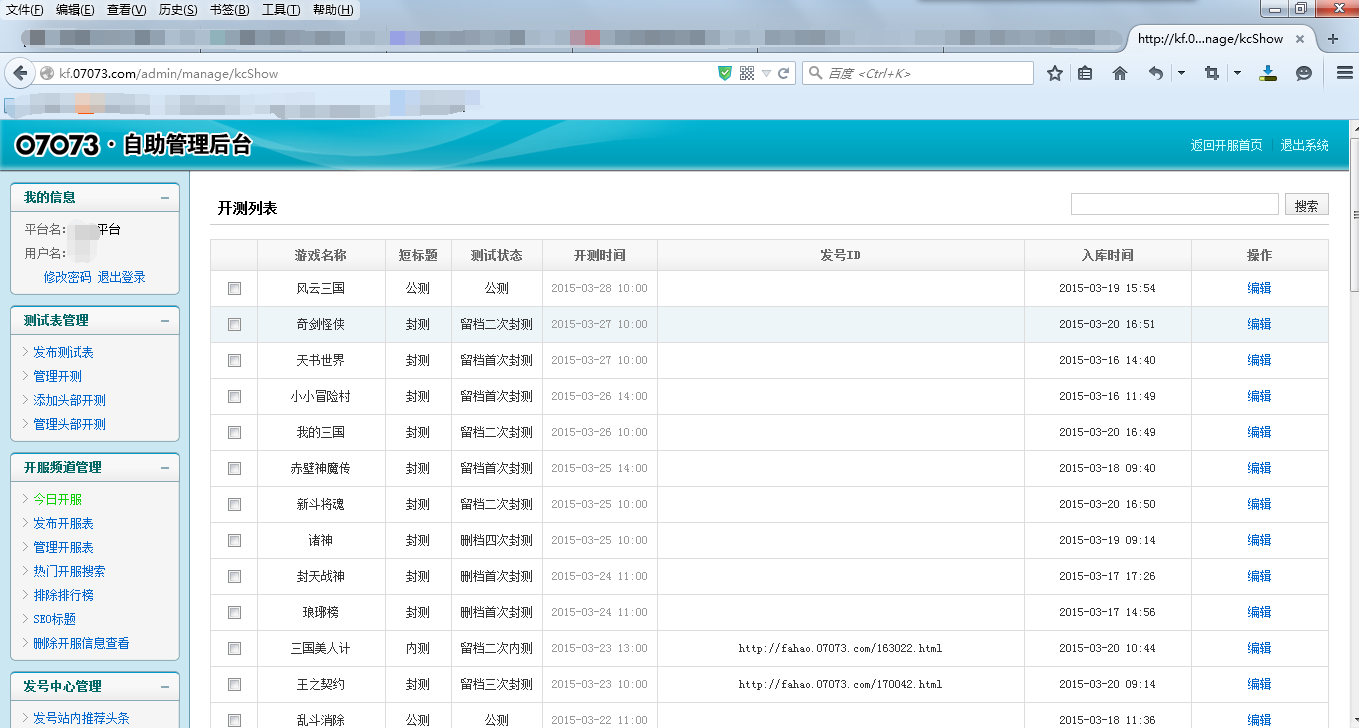 文件(F) 编辑(E) 查看(V) 历史(S) 书签(B) 工具(T) 帮助(H)
http://kf.0...nage/kcShow
kf.07073.com/admin/manage/kcShow
百度 <Ctrl+K>
07073·自助管理后台
返回开服首页 退出系统
我的信息
平台名: 平台
用户名:
修改密码 退出登录
测试表管理
发布测试表
管理开测
添加头部开测
管理头部开测
开服频道管理
今日开服
发布开服表
管理开服表
热门开服搜索
排除排行榜
SEO标题
删除开服信息查看
发号中心管理
发号站内推荐头条
开测列表
搜索
游戏名称 短标题 测试状态 开测时间 发号ID 入库时间 操作
风云三国 公测 公测 2015-03-28 10:00 2015-03-19 15:54 编辑
奇剑怪侠 封测 留档二次封测 2015-03-27 10:00 2015-03-20 16:51 编辑
天书世界 封测 留档首次封测 2015-03-27 10:00 2015-03-16 14:40 编辑
小小冒险村 封测 留档首次封测 2015-03-26 14:00 2015-03-16 11:49 编辑
我的三国 封测 留档二次封测 2015-03-26 10:00 2015-03-20 16:49 编辑
赤壁神魔传 封测 留档首次封测 2015-03-25 14:00 2015-03-18 09:40 编辑
新斗将魂 封测 留档二次封测 2015-03-25 10:00 2015-03-20 16:50 编辑
诸神 封测 删档四次封测 2015-03-25 10:00 2015-03-19 09:14 编辑
封天战神 封测 删档首次封测 2015-03-24 11:00 2015-03-17 17:26 编辑
琅琊榜 封测 删档首次封测 2015-03-24 11:00 2015-03-17 14:56 编辑
三国美人计 内测 留档二次内测 2015-03-23 13:00 http://fahao.07073.com/163022.html 2015-03-20 10:44 编辑
王之契约 封测 留档三次封测 2015-03-23 10:00 http://fahao.07073.com/170042.html 2015-03-20 09:14 编辑
乱斗消除 公测 公测 2015-03-22 11:00 2015-03-18 11:36 编辑